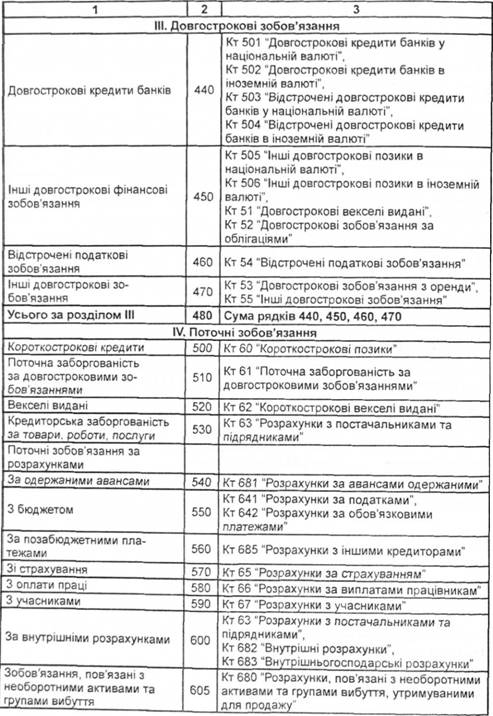 1 2 3
III. Довгострокові зобов'язання
Довгострокові кредити банків 440 Кт 501 "Довгострокові кредити банків у
національній валюті",
Кт 502 "Довгострокові кредити банків в
іноземній валюті",
Кт 503 "Відстрочені довгострокові кредити
банків у національній валюті",
Кт 504 "Відстрочені довгострокові кредити
банків в іноземній валюті"
Інші довгострокові фінансові
зобов'язання 450 Кт 505 "Інші довгострокові позики в
національній валюті",
Кт 506 "Інші довгострокові позики в іноземній
валюті",
Кт 51 "Довгострокові векселі видані",
Кт 52 "Довгострокові зобов'язання за
облігаціями"
Відстрочені податкові
зобов'язання 460 Кт 54 "Відстрочені податкові зобов'язання"
Інші довгострокові зо-
бов'язання 470 Кт 53 "Довгострокові зобов'язання з оренди",
Кт 55 "Інші довгострокові зобов'язання"
Усього за розділом III 480 Сума рядків 440, 450, 460, 470
IV. Поточні зобов'язання
Короткострокові кредити 500 Кт 60 "Короткострокові позики"
Поточна заборгованість
за довгостроковими зо-
бов'язаннями 510 Кт 61 "Поточна заборгованість за
довгостроковими зобов'язаннями"
Векселі видані 520 Кт 62 "Короткострокові векселі видані"
Кредиторська заборгованість
за товари, роботи, послуги 530 Кт 63 "Розрахунки з постачальниками та
підрядниками"
Поточні зобов'язання за
розрахунками
За одержаними авансами 540 Кт 681 "Розрахунки за авансами одержаними"
З бюджетом 550 Кт 641 "Розрахунки за податками",
Кт 642 "Розрахунки за обов'язковими
платежами"
За позабюджетними пла-
тежами 560 Кт 685 "Розрахунки з іншими кредиторами"
Зі страхування 570 Кт 65 "Розрахунки за страхуванням"
З оплати праці 580 Кт 66 "Розрахунки за виплатами працівникам"
З учасниками 590 Кт 67 "Розрахунки з учасниками"
За внутрішніми розрахунками 600 Кт 63 "Розрахунки з постачальниками та
підрядниками",
Кт 682 "Внутрішні розрахунки",
Кт 683 "Внутрішньогосподарські розрахунки"
Зобов'язання, пов'язані з
необоротними активами та
групами вибуття 605 Кт 680 "Розрахунки, пов'язані з необоротними
активами та групами вибуття, утримуваними
для продажу"